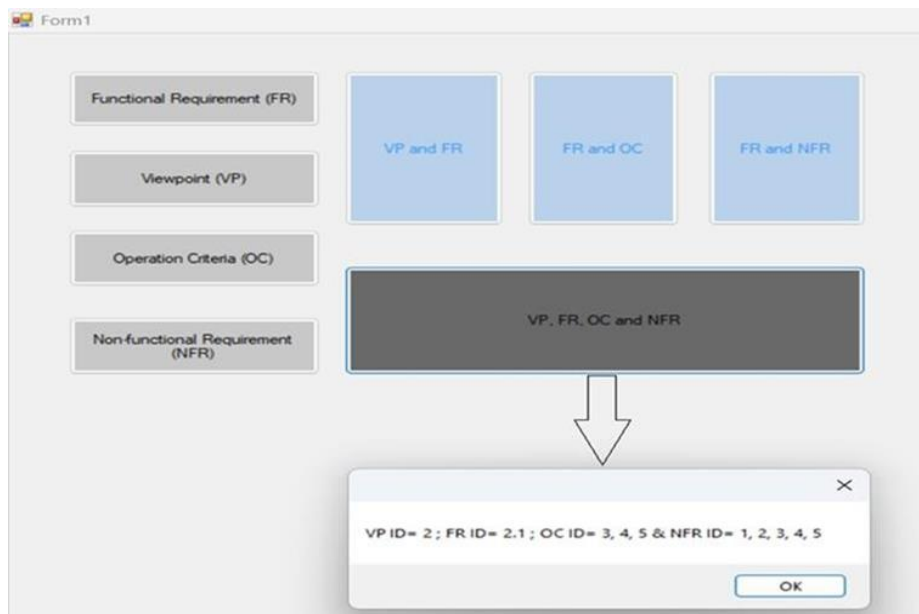 Form1
Functional Requirement (FR)
Viewpoint (VP)
Operation Criteria (OC)
Non-functional Requirement
(NFR)
VP and FR
FR and OC
FR and NFR
VP, FR, OC and NFR
VP ID= 2 ; FR ID= 2.1 ; OC ID= 3, 4, 5 & NFR ID= 1, 2, 3, 4, 5
OK